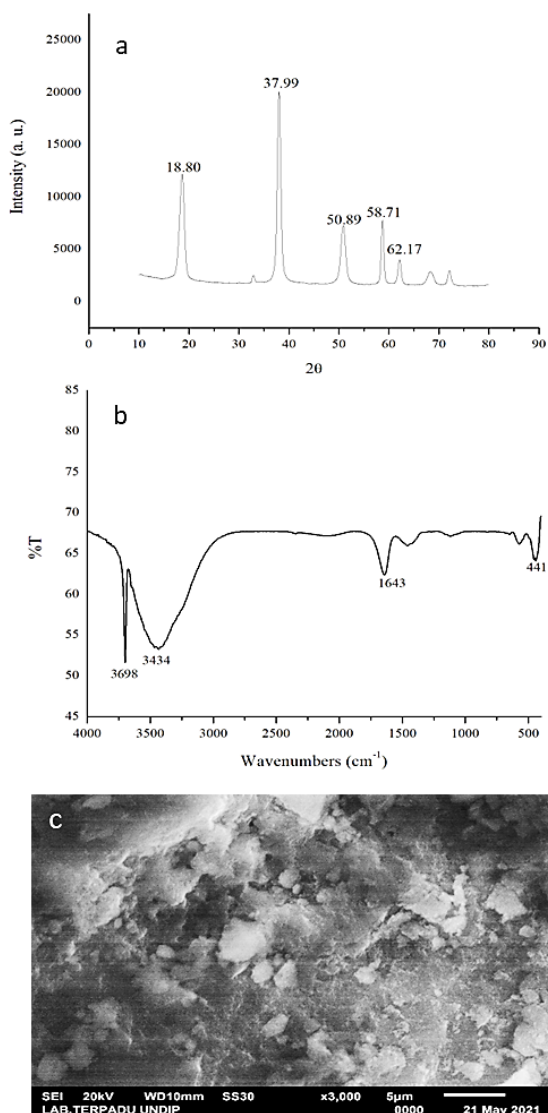 a
25000
20000
15000
10000
5000
0
Intensity (a. u.)
18.80
37.99
50.89
58.71
62.17
0 10 20 30 40 50 60 70 80 90
2θ
b
85
80
75
70
65
60
55
50
45
%T
3698
3434
1643
441
4000 3500 3000 2500 2000 1500 1000 500
Wavenumbers (cm⁻¹)
c
SEI 20kV WD10mm SS30 x3,000 5µm
LAB.TERPADU UNDIP 0000 21 May 2021